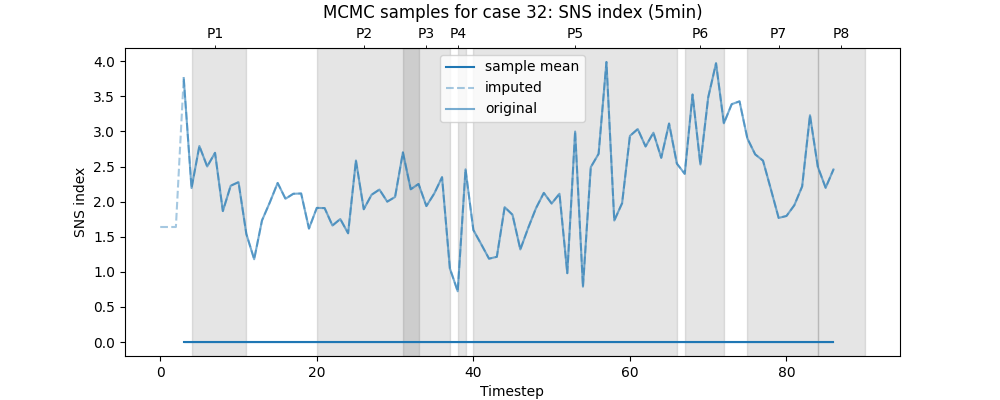 MCMC samples for case 32: SNS index (5min)
P1 P2 P3 P4 P5 P6 P7 P8
sample mean
imputed
original
4.0
3.5
3.0
2.5
2.0
1.5
1.0
0.5
0.0
SNS index
0 20 40 60 80
Timestep